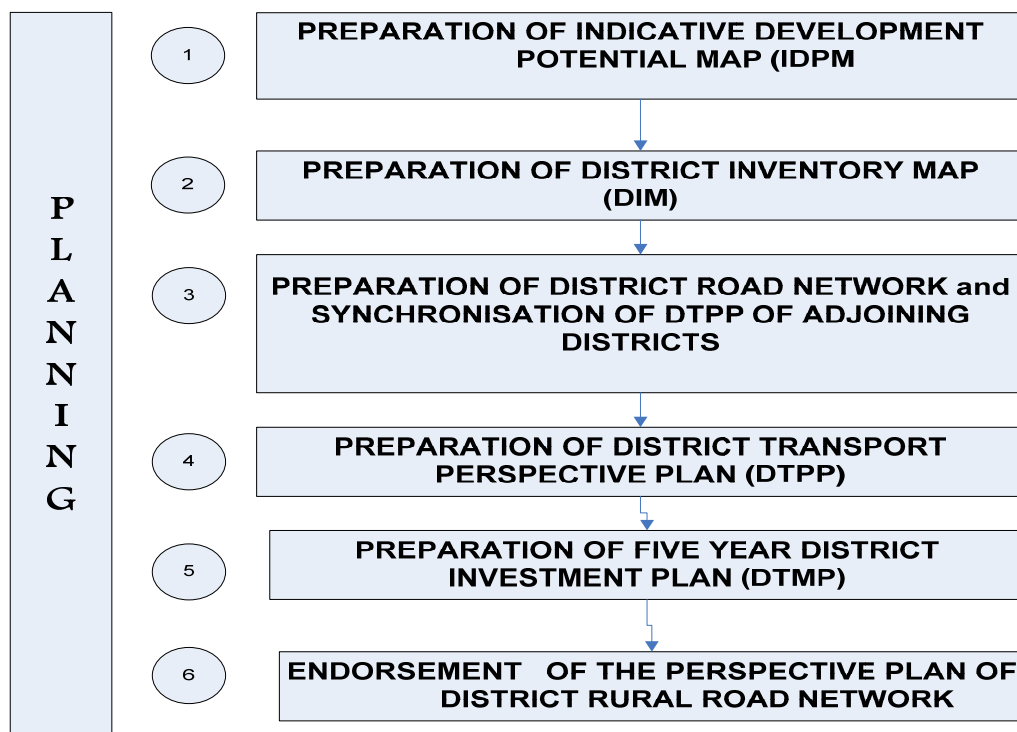 PLANNING
1
PREPARATION OF INDICATIVE DEVELOPMENT
POTENTIAL MAP (IDPM
2
PREPARATION OF DISTRICT INVENTORY MAP
(DIM)
3
PREPARATION OF DISTRICT ROAD NETWORK and
SYNCHRONISATION OF DTPP OF ADJOINING
DISTRICTS
4
PREPARATION OF DISTRICT TRANSPORT
PERSPECTIVE PLAN (DTPP)
5
PREPARATION OF FIVE YEAR DISTRICT
INVESTMENT PLAN (DTMP)
6
ENDORSEMENT OF THE PERSPECTIVE PLAN OF
DISTRICT RURAL ROAD NETWORK